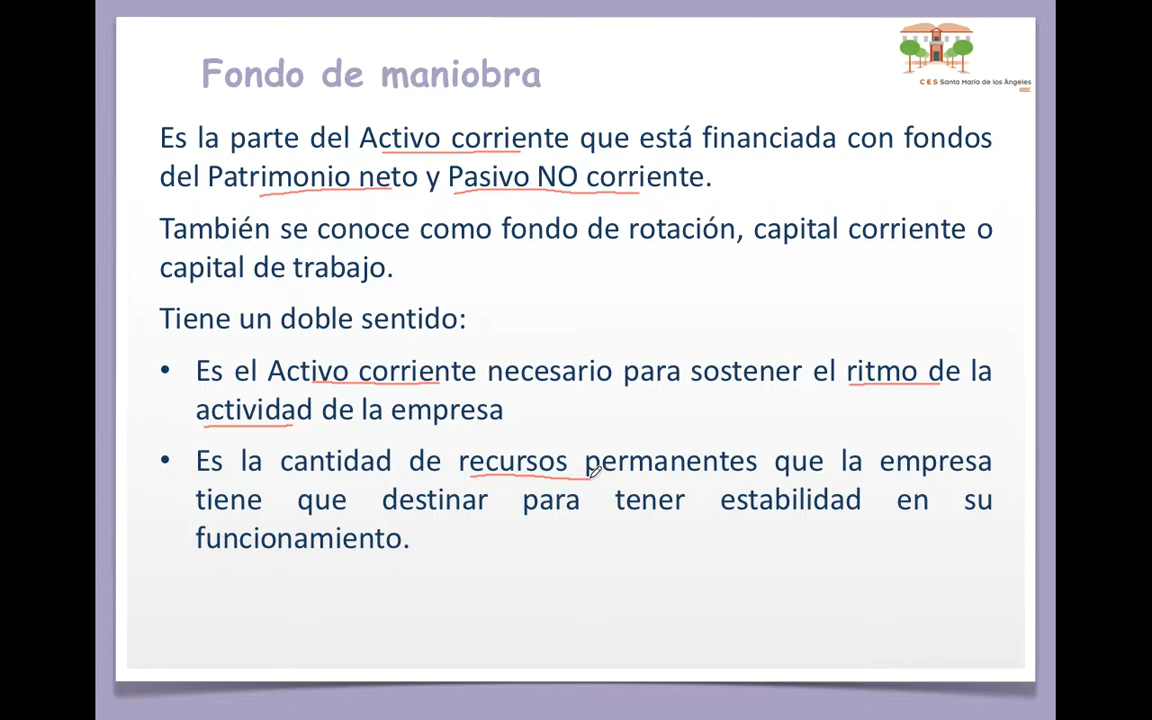 Fondo de maniobra
C E S Santa María de los Ángeles
Es la parte del Activo corriente que está financiada con fondos
del Patrimonio neto y Pasivo NO corriente.
También se conoce como fondo de rotación, capital corriente o
capital de trabajo.
Tiene un doble sentido:
• Es el Activo corriente necesario para sostener el ritmo de la
actividad de la empresa
• Es la cantidad de recursos permanentes que la empresa
tiene que destinar para tener estabilidad en su
funcionamiento.